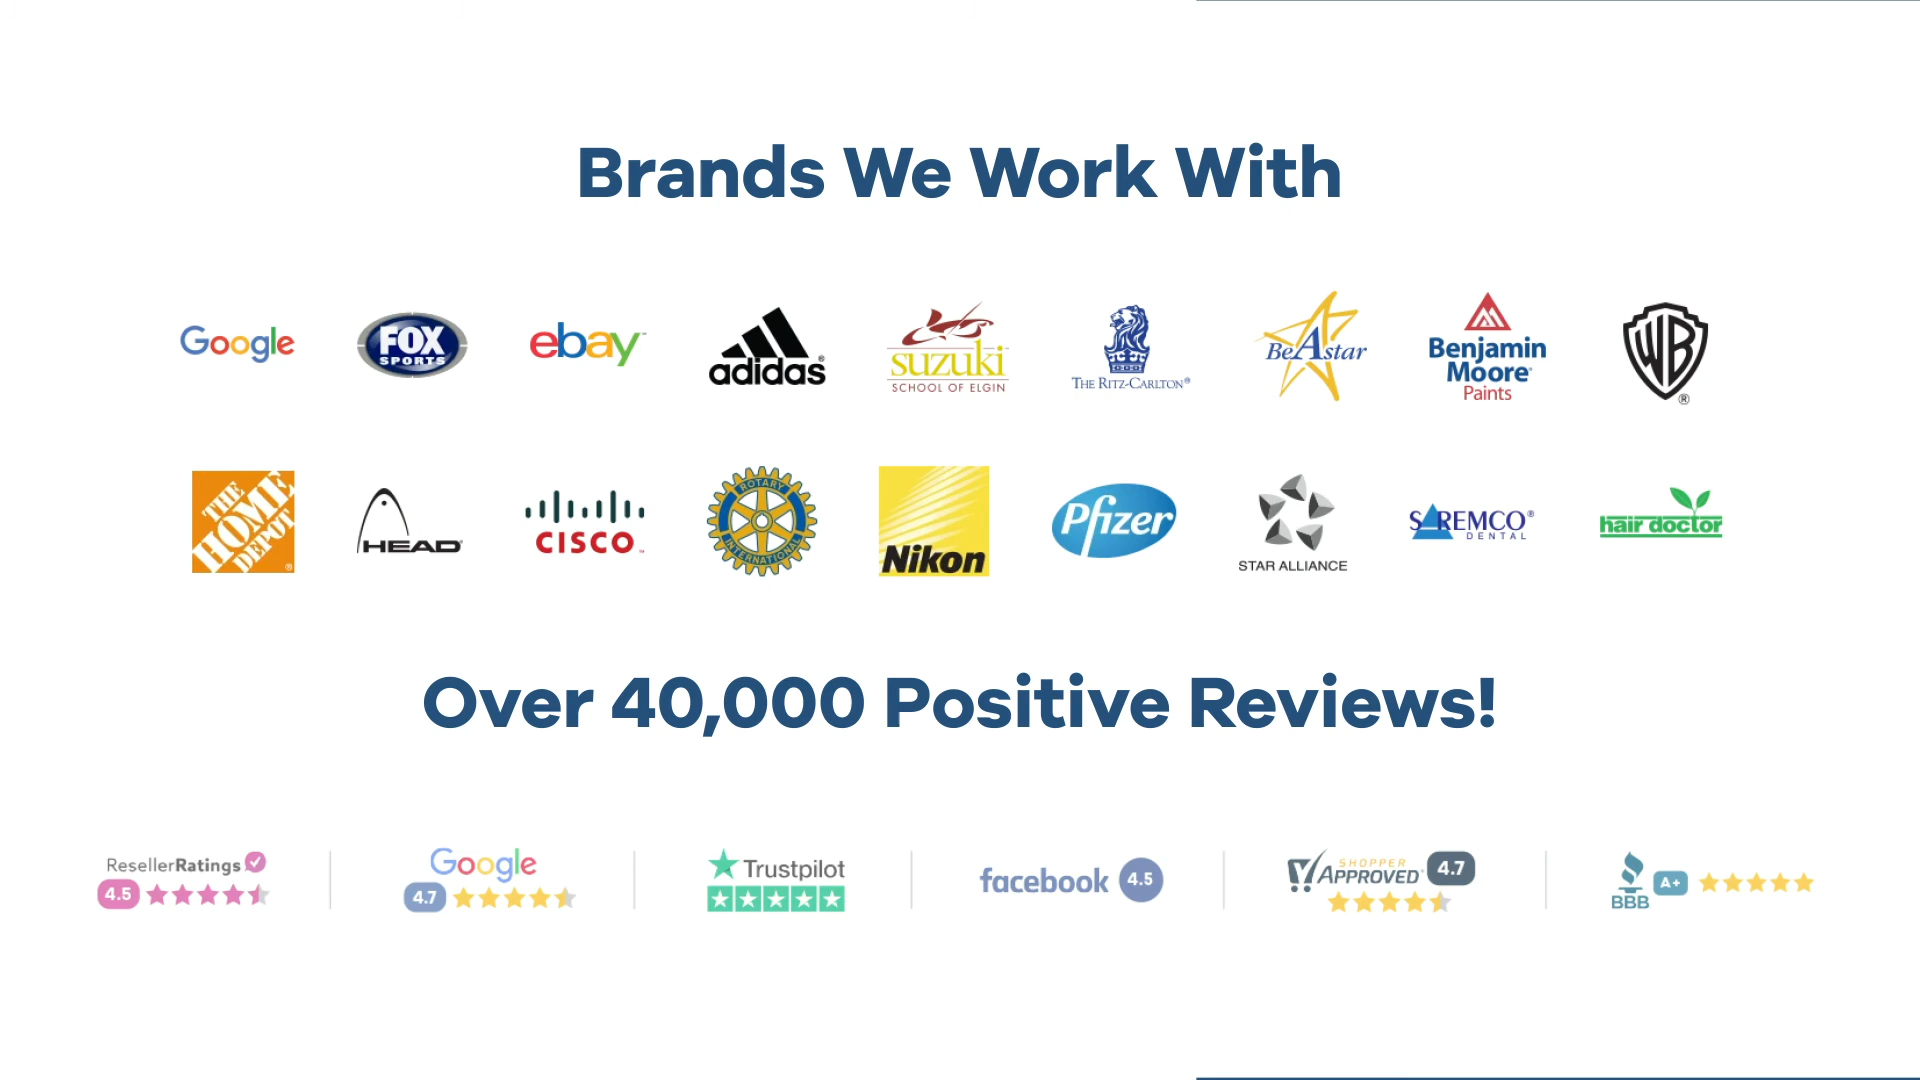 Brands We Work With
Google
FOX
SPORTS
ebay™
adidas®
suzuki
SCHOOL OF ELGIN
THE RITZ-CARLTON®
BeAstar
Benjamin
Moore®
Paints
WB®
THE
HOME
DEPOT®
HEAD
CISCO™
ROTARY
INTERNATIONAL
Nikon
Pfizer
STAR ALLIANCE
SAREMCO®
DENTAL
hair doctor
Over 40,000 Positive Reviews!
ResellerRatings
4.5
Google
4.7
Trustpilot
facebook 4.5
SHOPPER
APPROVED® 4.7
BBB
A+